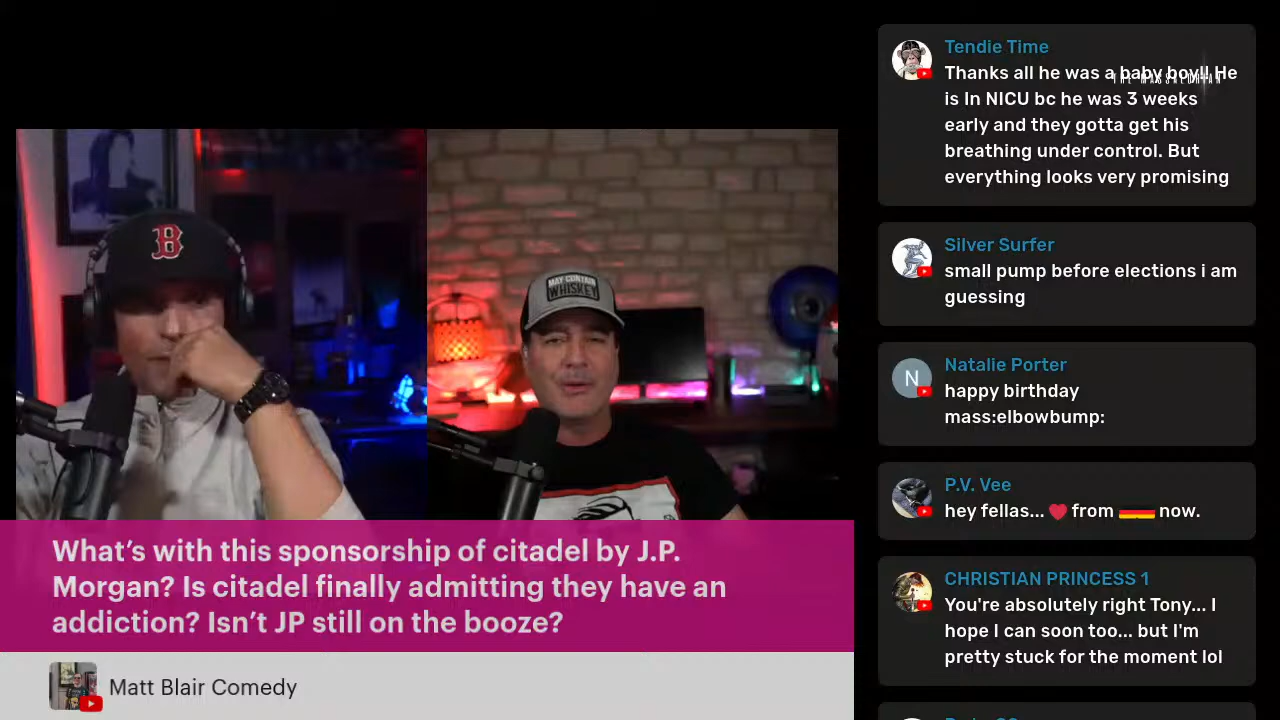 Tendie Time
Thanks all he was a baby boy!! He
is In NICU bc he was 3 weeks
early and they gotta get his
breathing under control. But
everything looks very promising
Silver Surfer
small pump before elections i am
guessing
Natalie Porter
happy birthday
mass:elbowbump:
P.V. Vee
hey fellas... from now.
CHRISTIAN PRINCESS 1
You're absolutely right Tony... I
hope I can soon too... but I'm
pretty stuck for the moment lol
B
MAY CONTAIN
WHISKEY
What's with this sponsorship of citadel by J.P.
Morgan? Is citadel finally admitting they have an
addiction? Isn't JP still on the booze?
Matt Blair Comedy
N